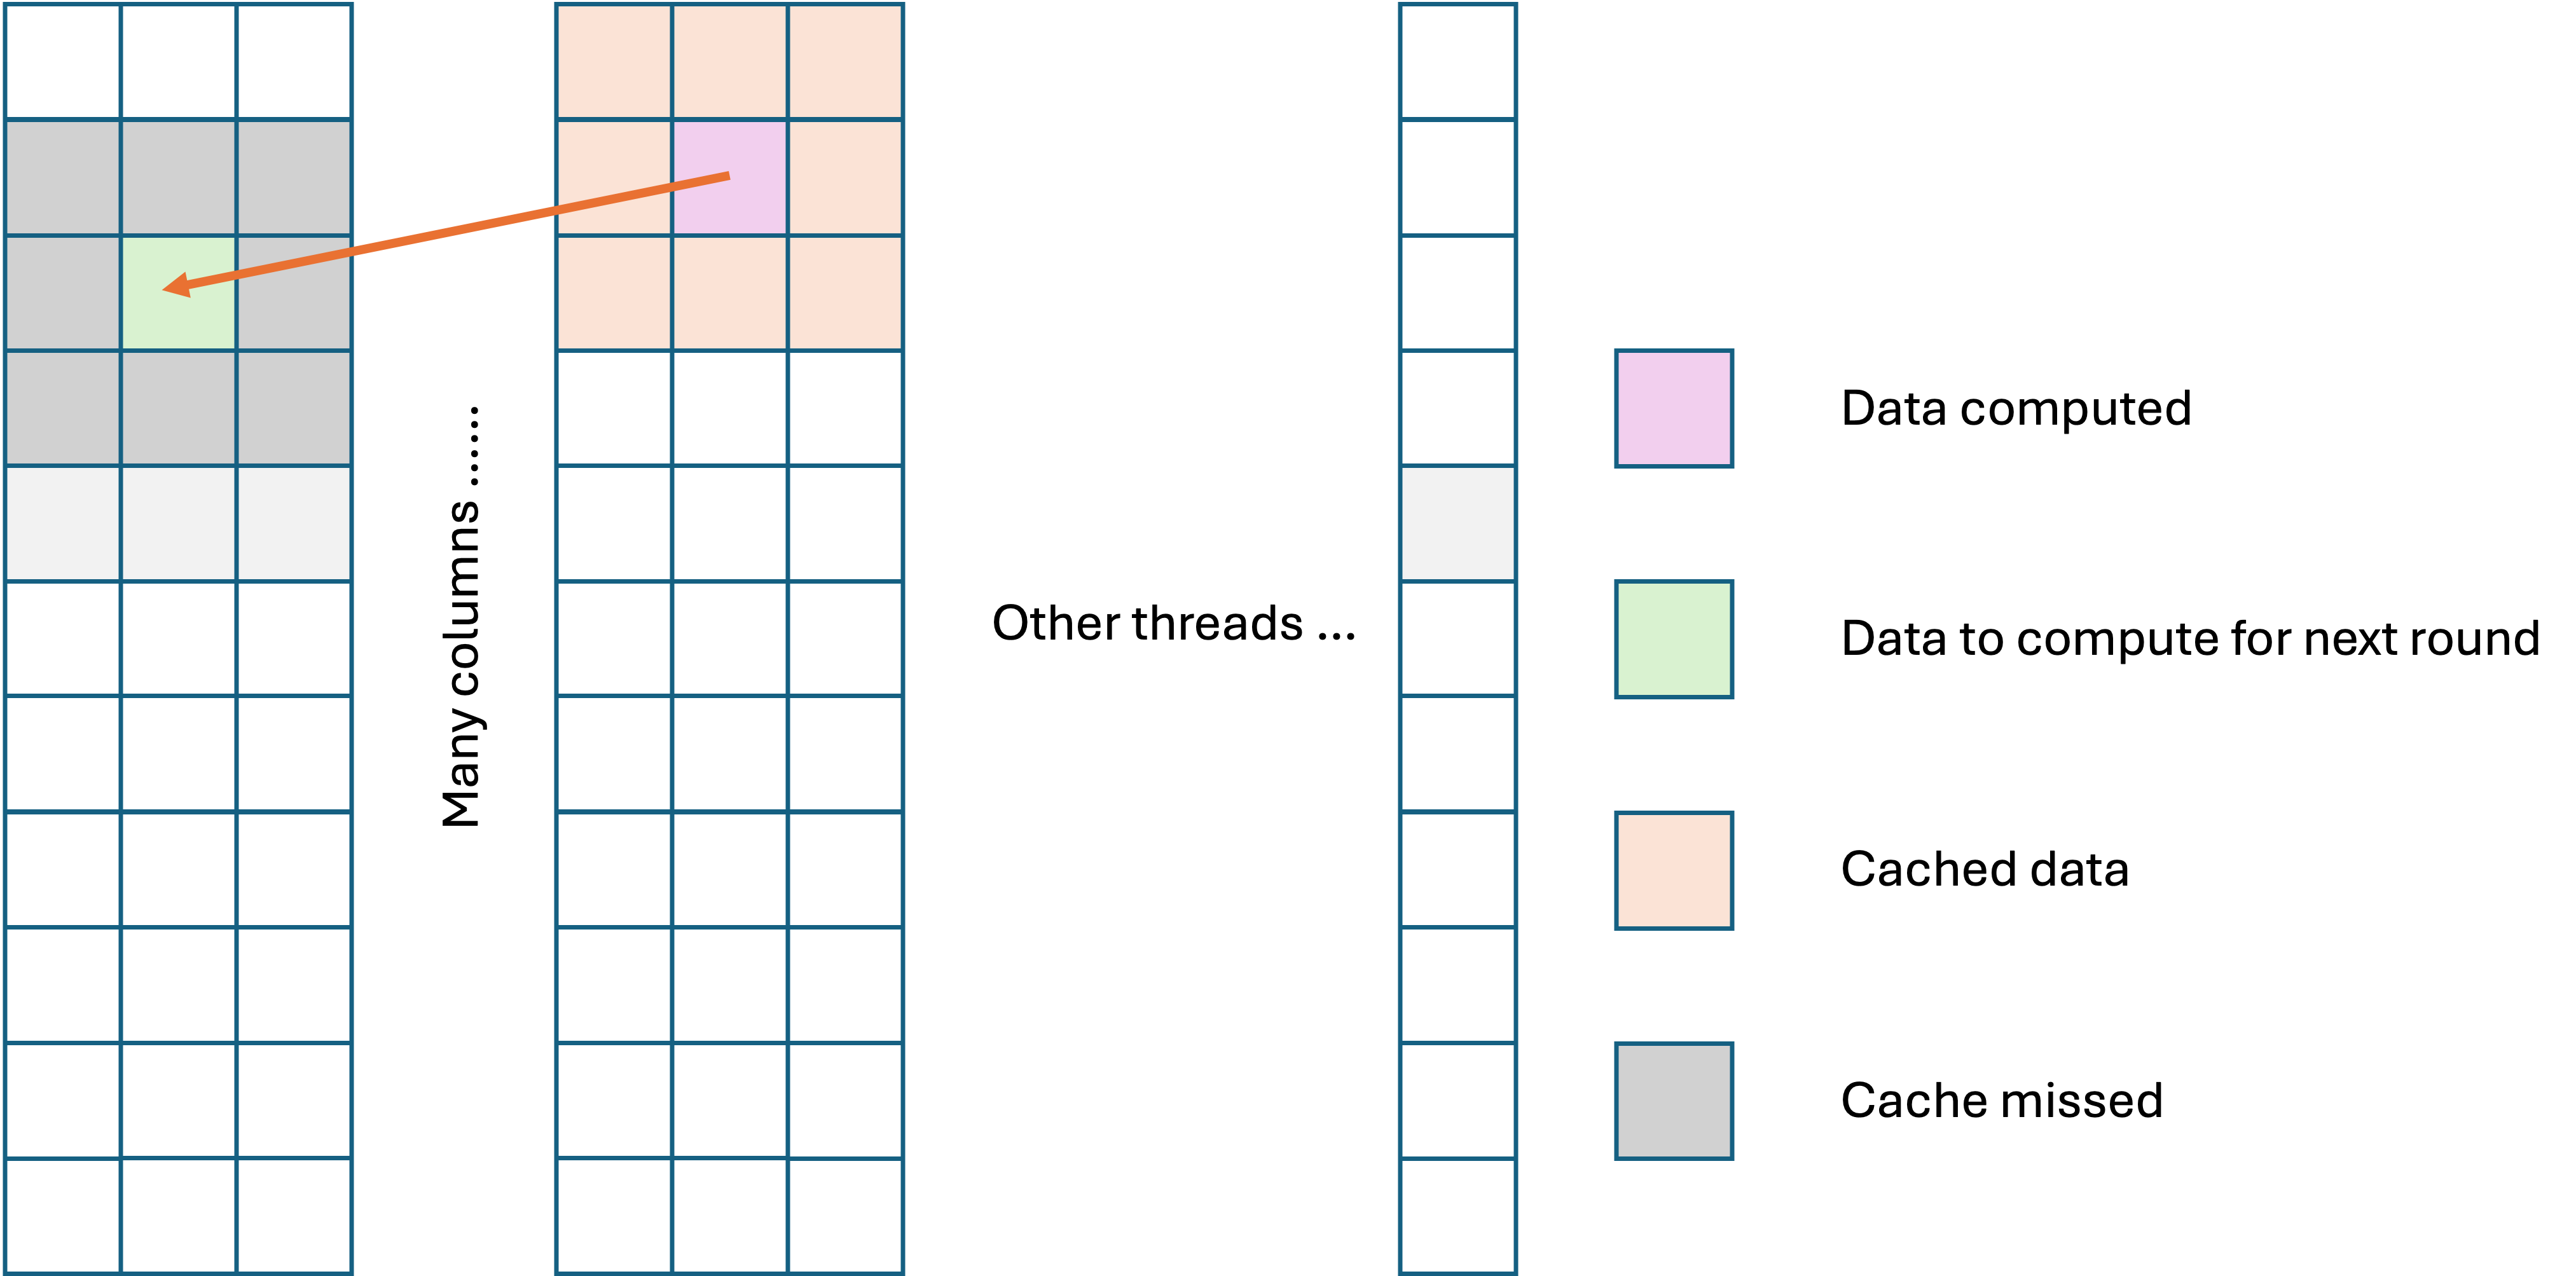 Many columns ......
Other threads ...
Data computed
Data to compute for next round
Cached data
Cache missed